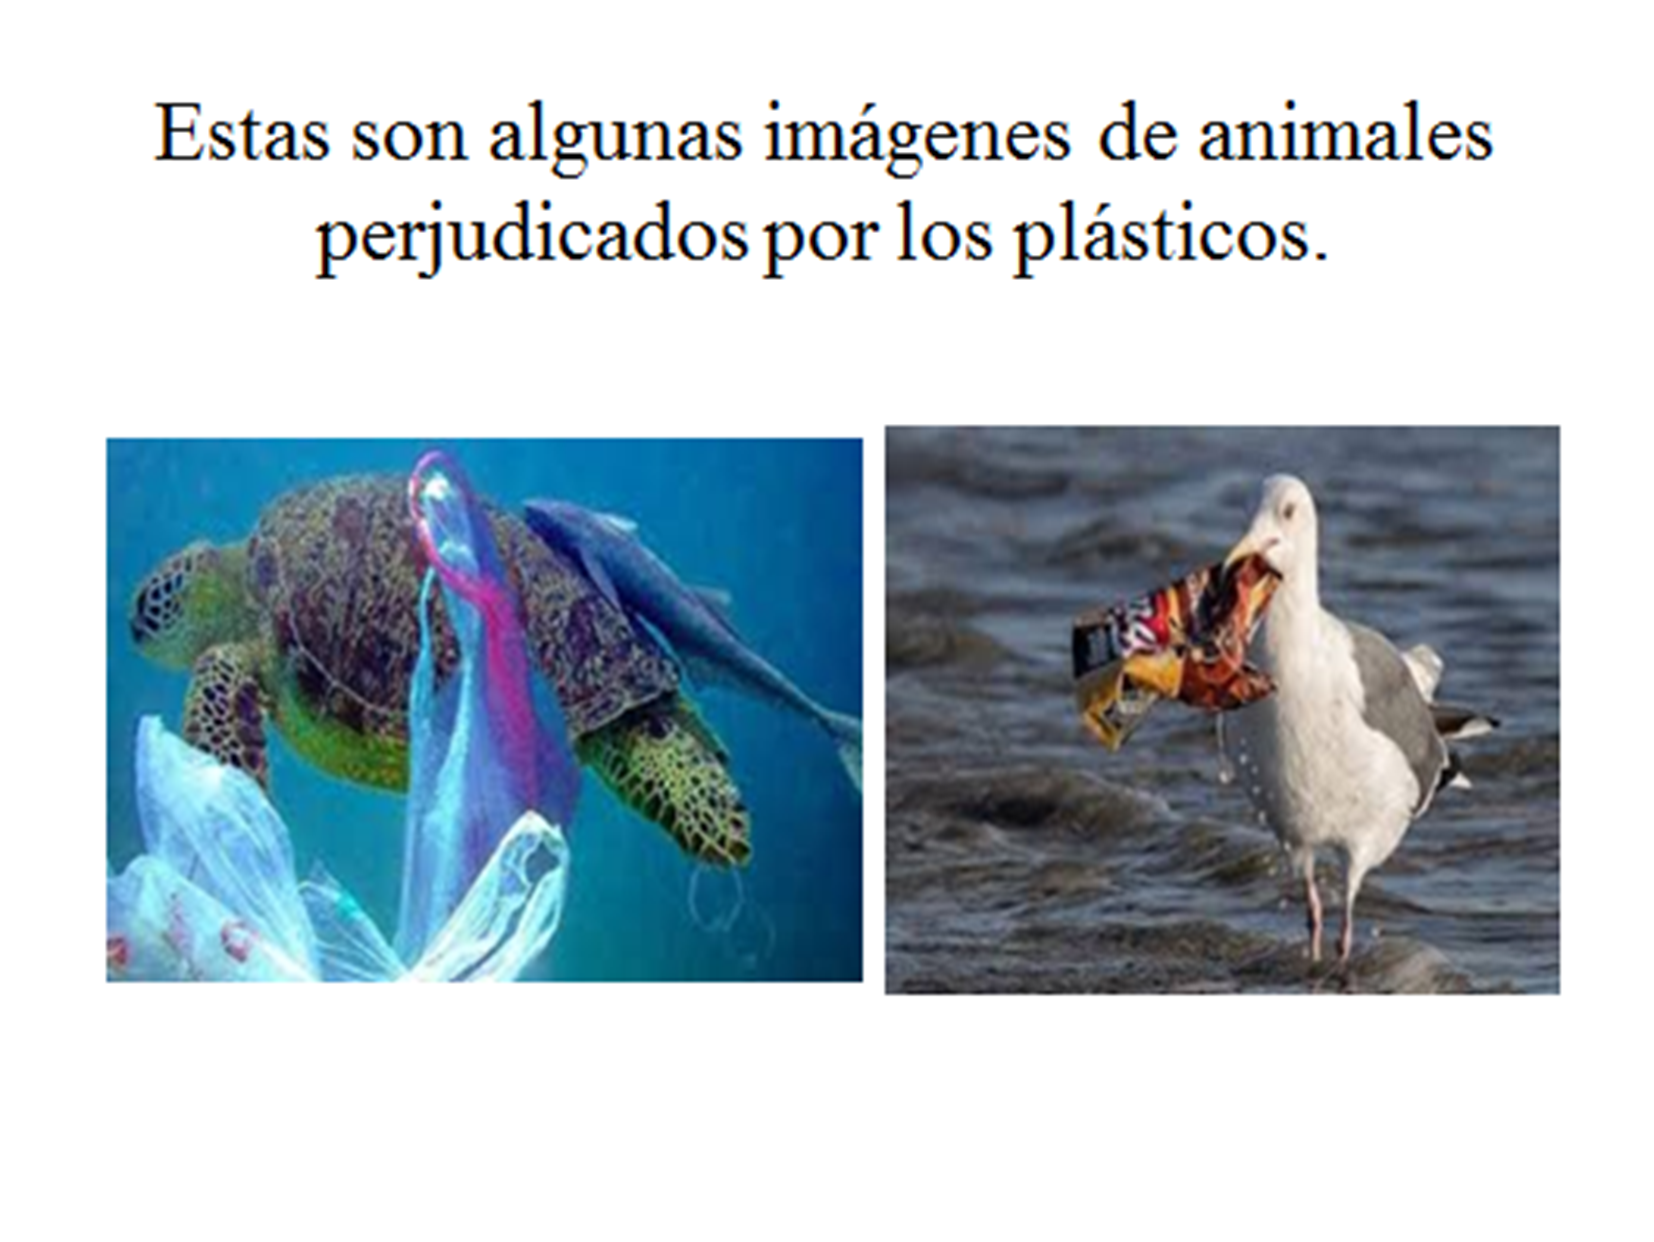 Estas son algunas imágenes de animales
perjudicados por los plásticos.